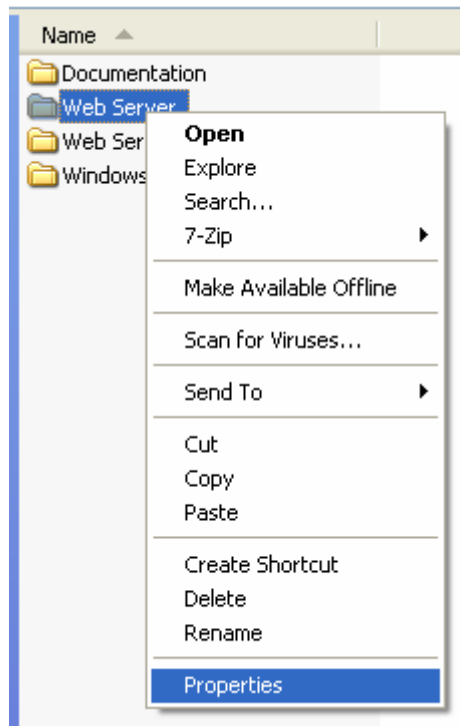 Name
Documentation
Web Server
Web Ser
Windows
Open
Explore
Search...
7-Zip
Make Available Offline
Scan for Viruses...
Send To
Cut
Copy
Paste
Create Shortcut
Delete
Rename
Properties